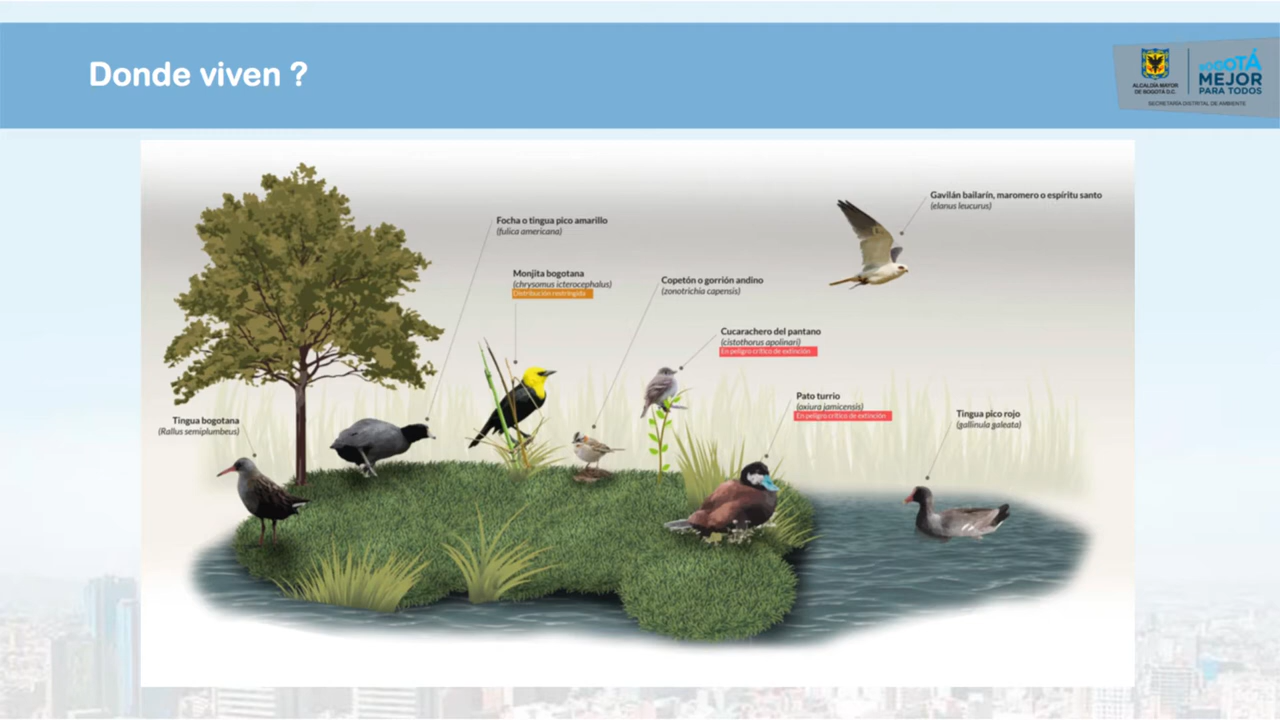 Donde viven ?
ALCALDÍA MAYOR
DE BOGOTÁ D.C.
BOGOTÁ
MEJOR
PARA TODOS
SECRETARÍA DISTRITAL DE AMBIENTE
Gavilán bailarín, maromero o espíritu santo
(elanus leucurus)
Focha o tingua pico amarillo
(fulica americana)
Monjita bogotana
(chrysomus icterocephalus)
Distribución restringida
Copetón o gorrión andino
(zonotrichia capensis)
Cucarachero del pantano
(cistothorus apolinari)
En peligro crítico de extinción
Pato turrio
(oxiura jamicensis)
En peligro crítico de extinción
Tingua pico rojo
(gallinula galeata)
Tingua bogotana
(Rallus semiplumbeus)